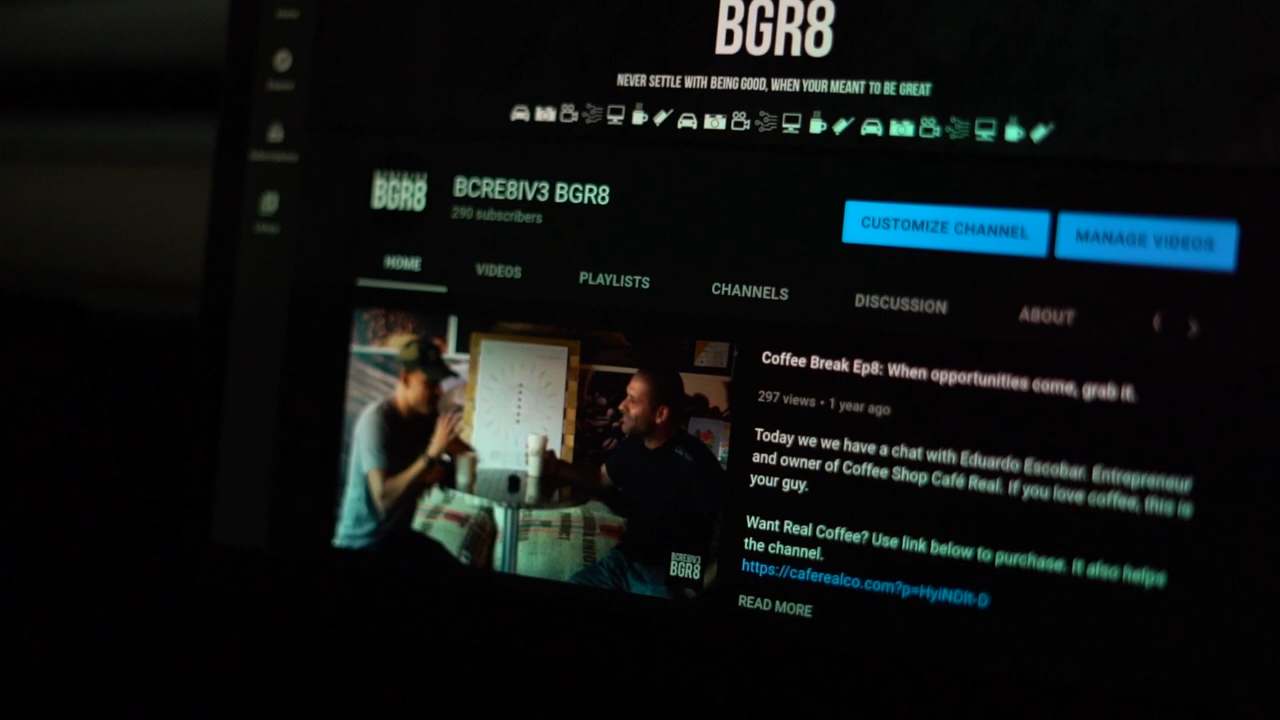 BGR8
NEVER SETTLE WITH BEING GOOD, WHEN YOUR MEANT TO BE GREAT
BGR8
BCRE8IV3 BGR8
290 subscribers
CUSTOMIZE CHANNEL
MANAGE VIDEOS
HOME
VIDEOS
PLAYLISTS
CHANNELS
DISCUSSION
ABOUT
Coffee Break Ep8: When opportunities come, grab it.
297 views • 1 year ago
Today we we have a chat with Eduardo Escobar. Entrepreneur
and owner of Coffee Shop Café Real. If you love coffee, this is
your guy.
Want Real Coffee? Use link below to purchase. It also helps
the channel.
https://caferealco.com?p=HyiNDIt-D
READ MORE
BCRE8IV3
BGR8